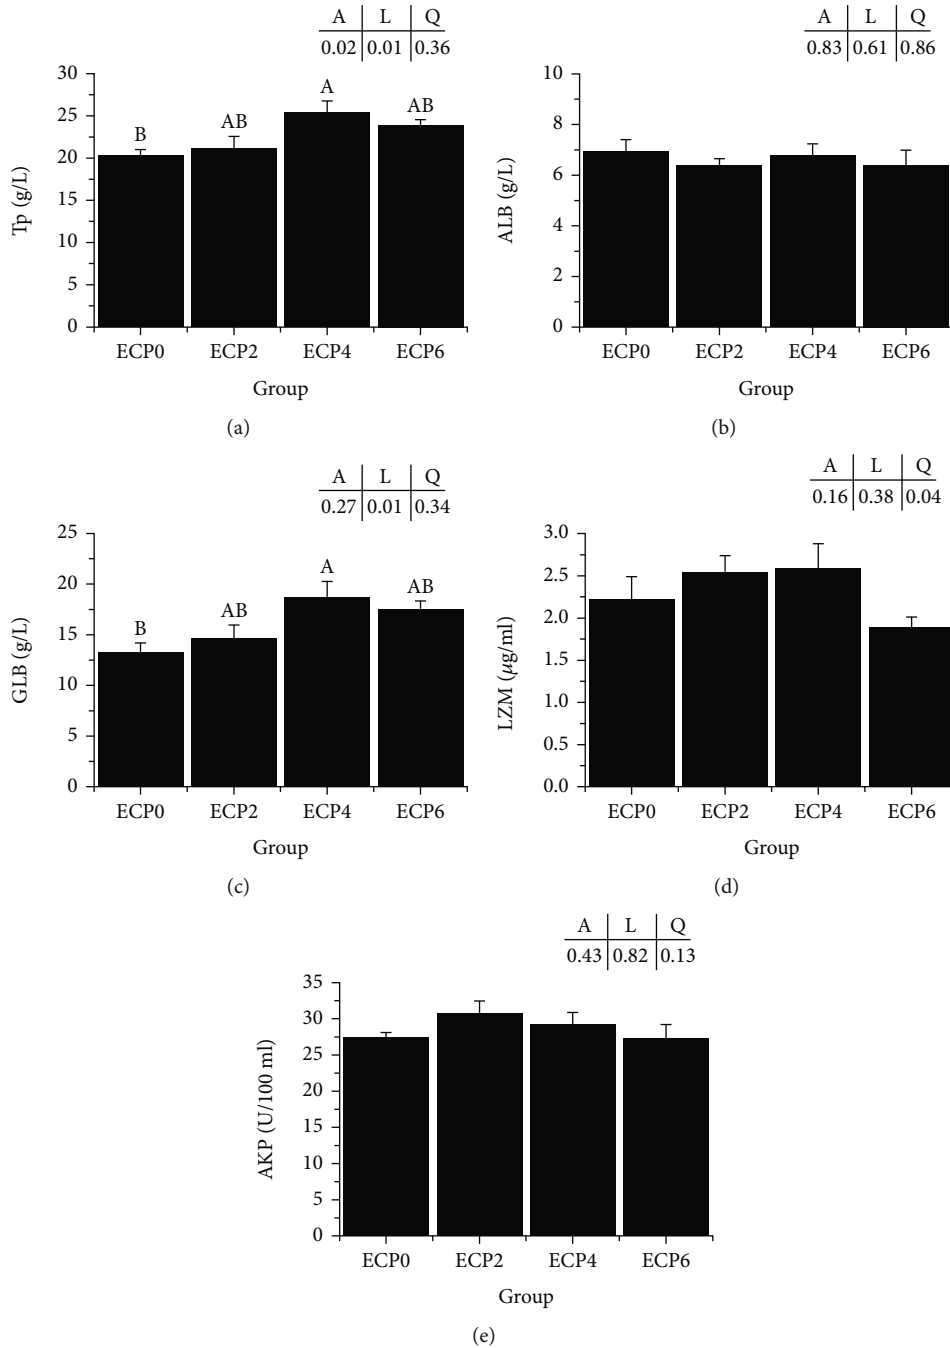 A L Q
0.02 0.01 0.36
30
25
20
15
10
5
0
Tp (g/L)
B AB A AB
ECP0 ECP2 ECP4 ECP6
Group
(a)
A L Q
0.83 0.61 0.86
10
8
6
4
2
0
ALB (g/L)
ECP0 ECP2 ECP4 ECP6
Group
(b)
A L Q
0.27 0.01 0.34
25
20
15
10
5
0
GLB (g/L)
B AB A AB
ECP0 ECP2 ECP4 ECP6
Group
(c)
A L Q
0.16 0.38 0.04
3.0
2.5
2.0
1.5
1.0
0.5
0.0
LZM (μg/ml)
ECP0 ECP2 ECP4 ECP6
Group
(d)
A L Q
0.43 0.82 0.13
35
30
25
20
15
10
5
0
AKP (U/100 ml)
ECP0 ECP2 ECP4 ECP6
Group
(e)